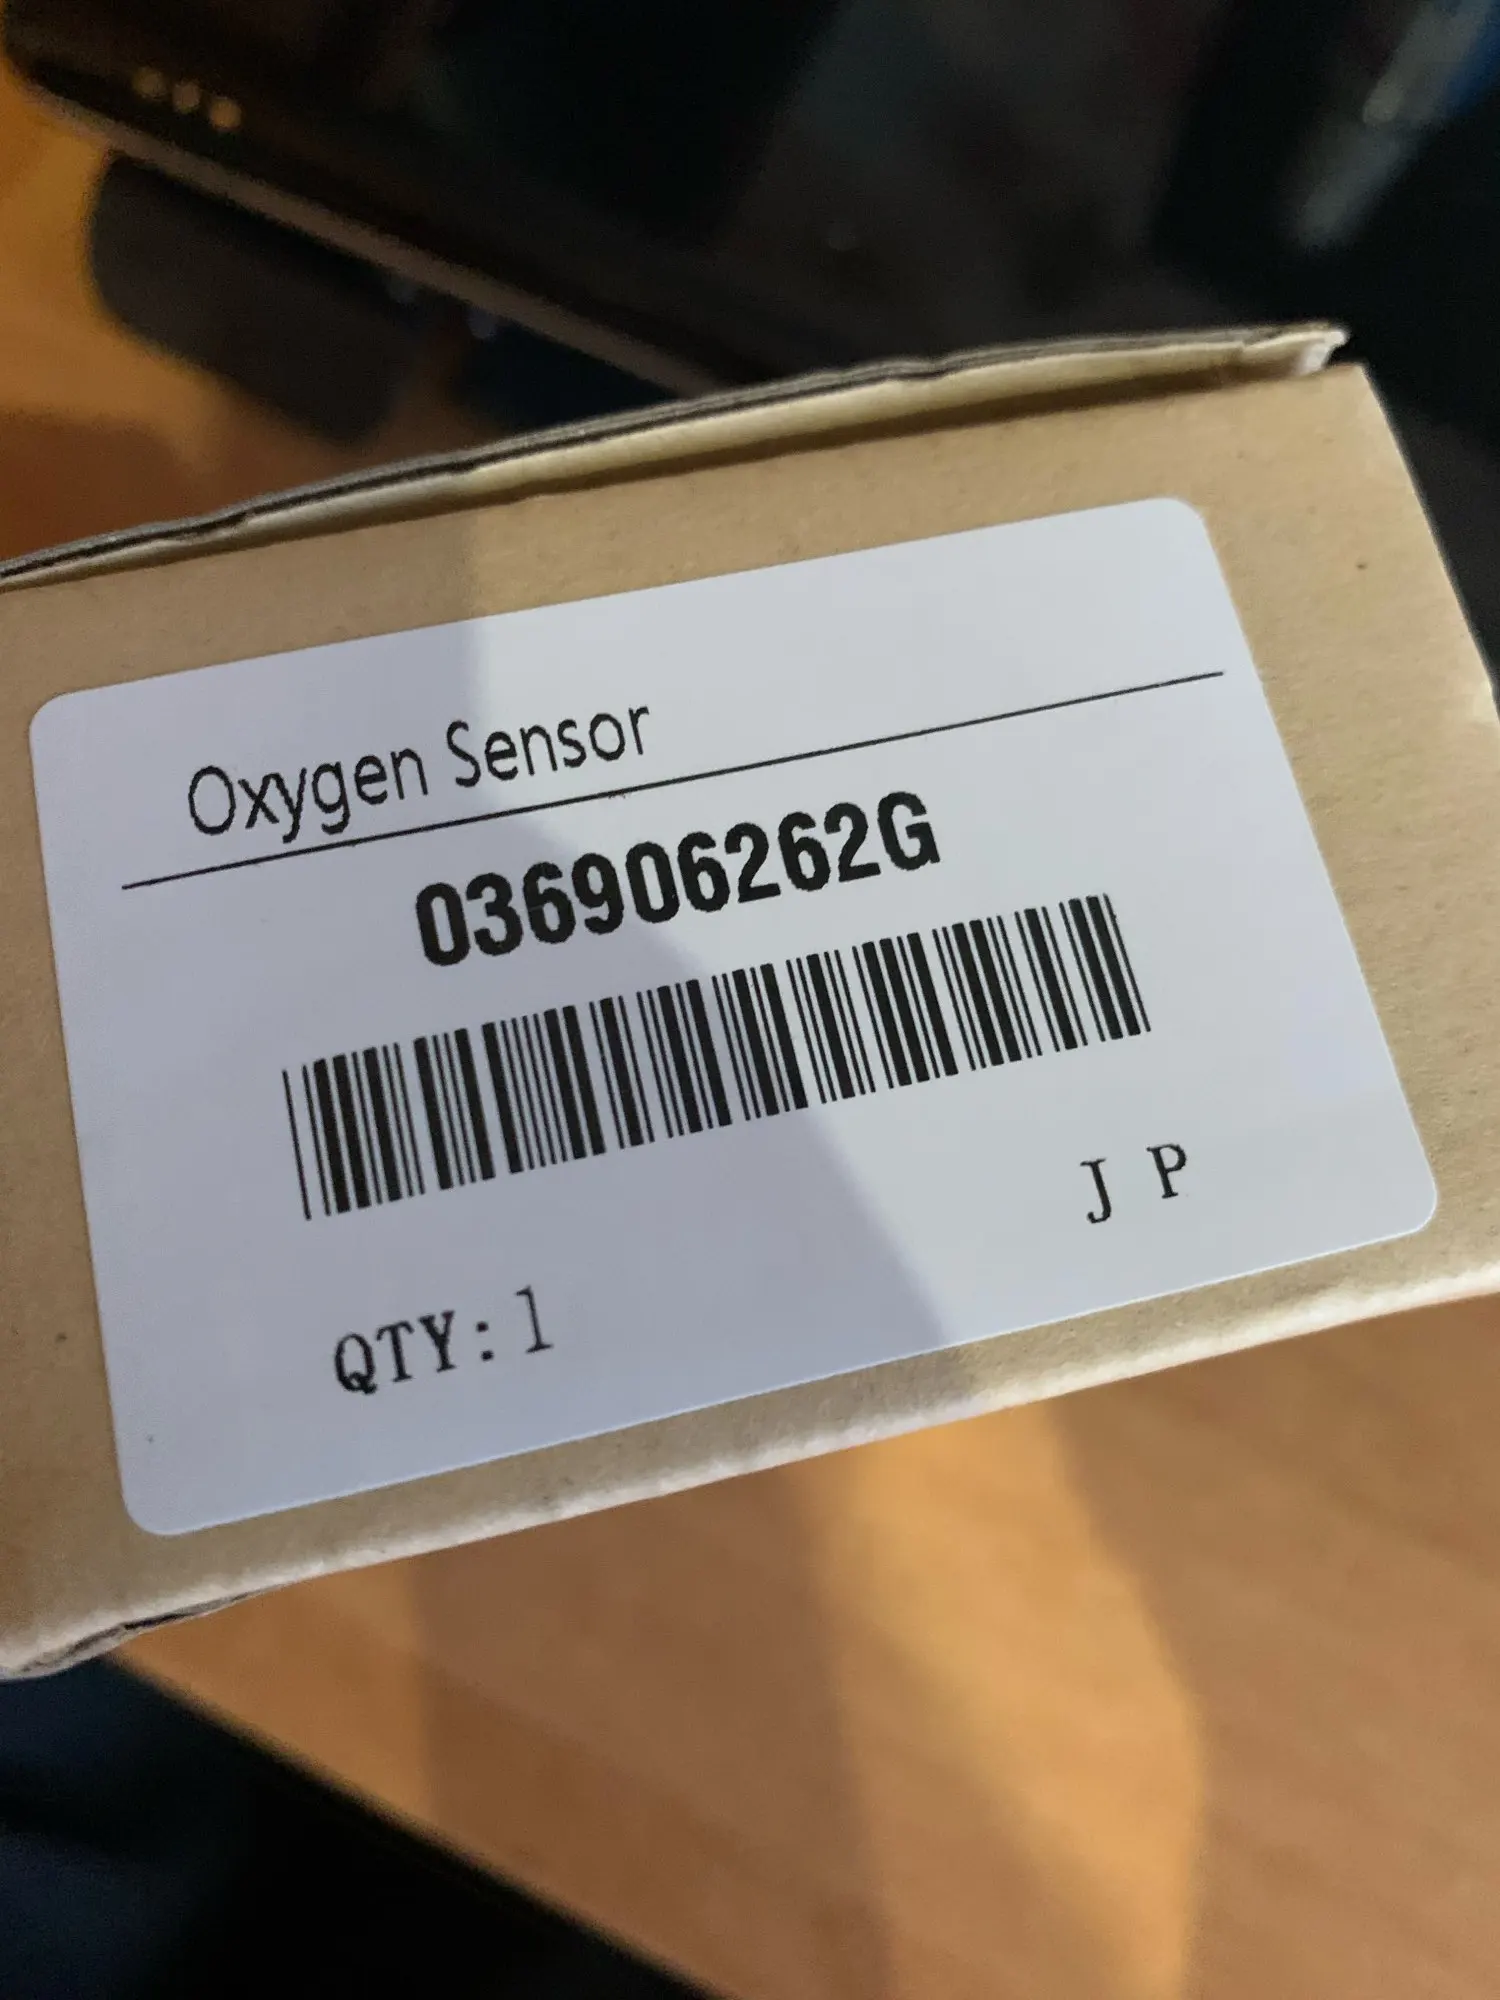 Oxygen Sensor
036906262G
J P
QTY:1